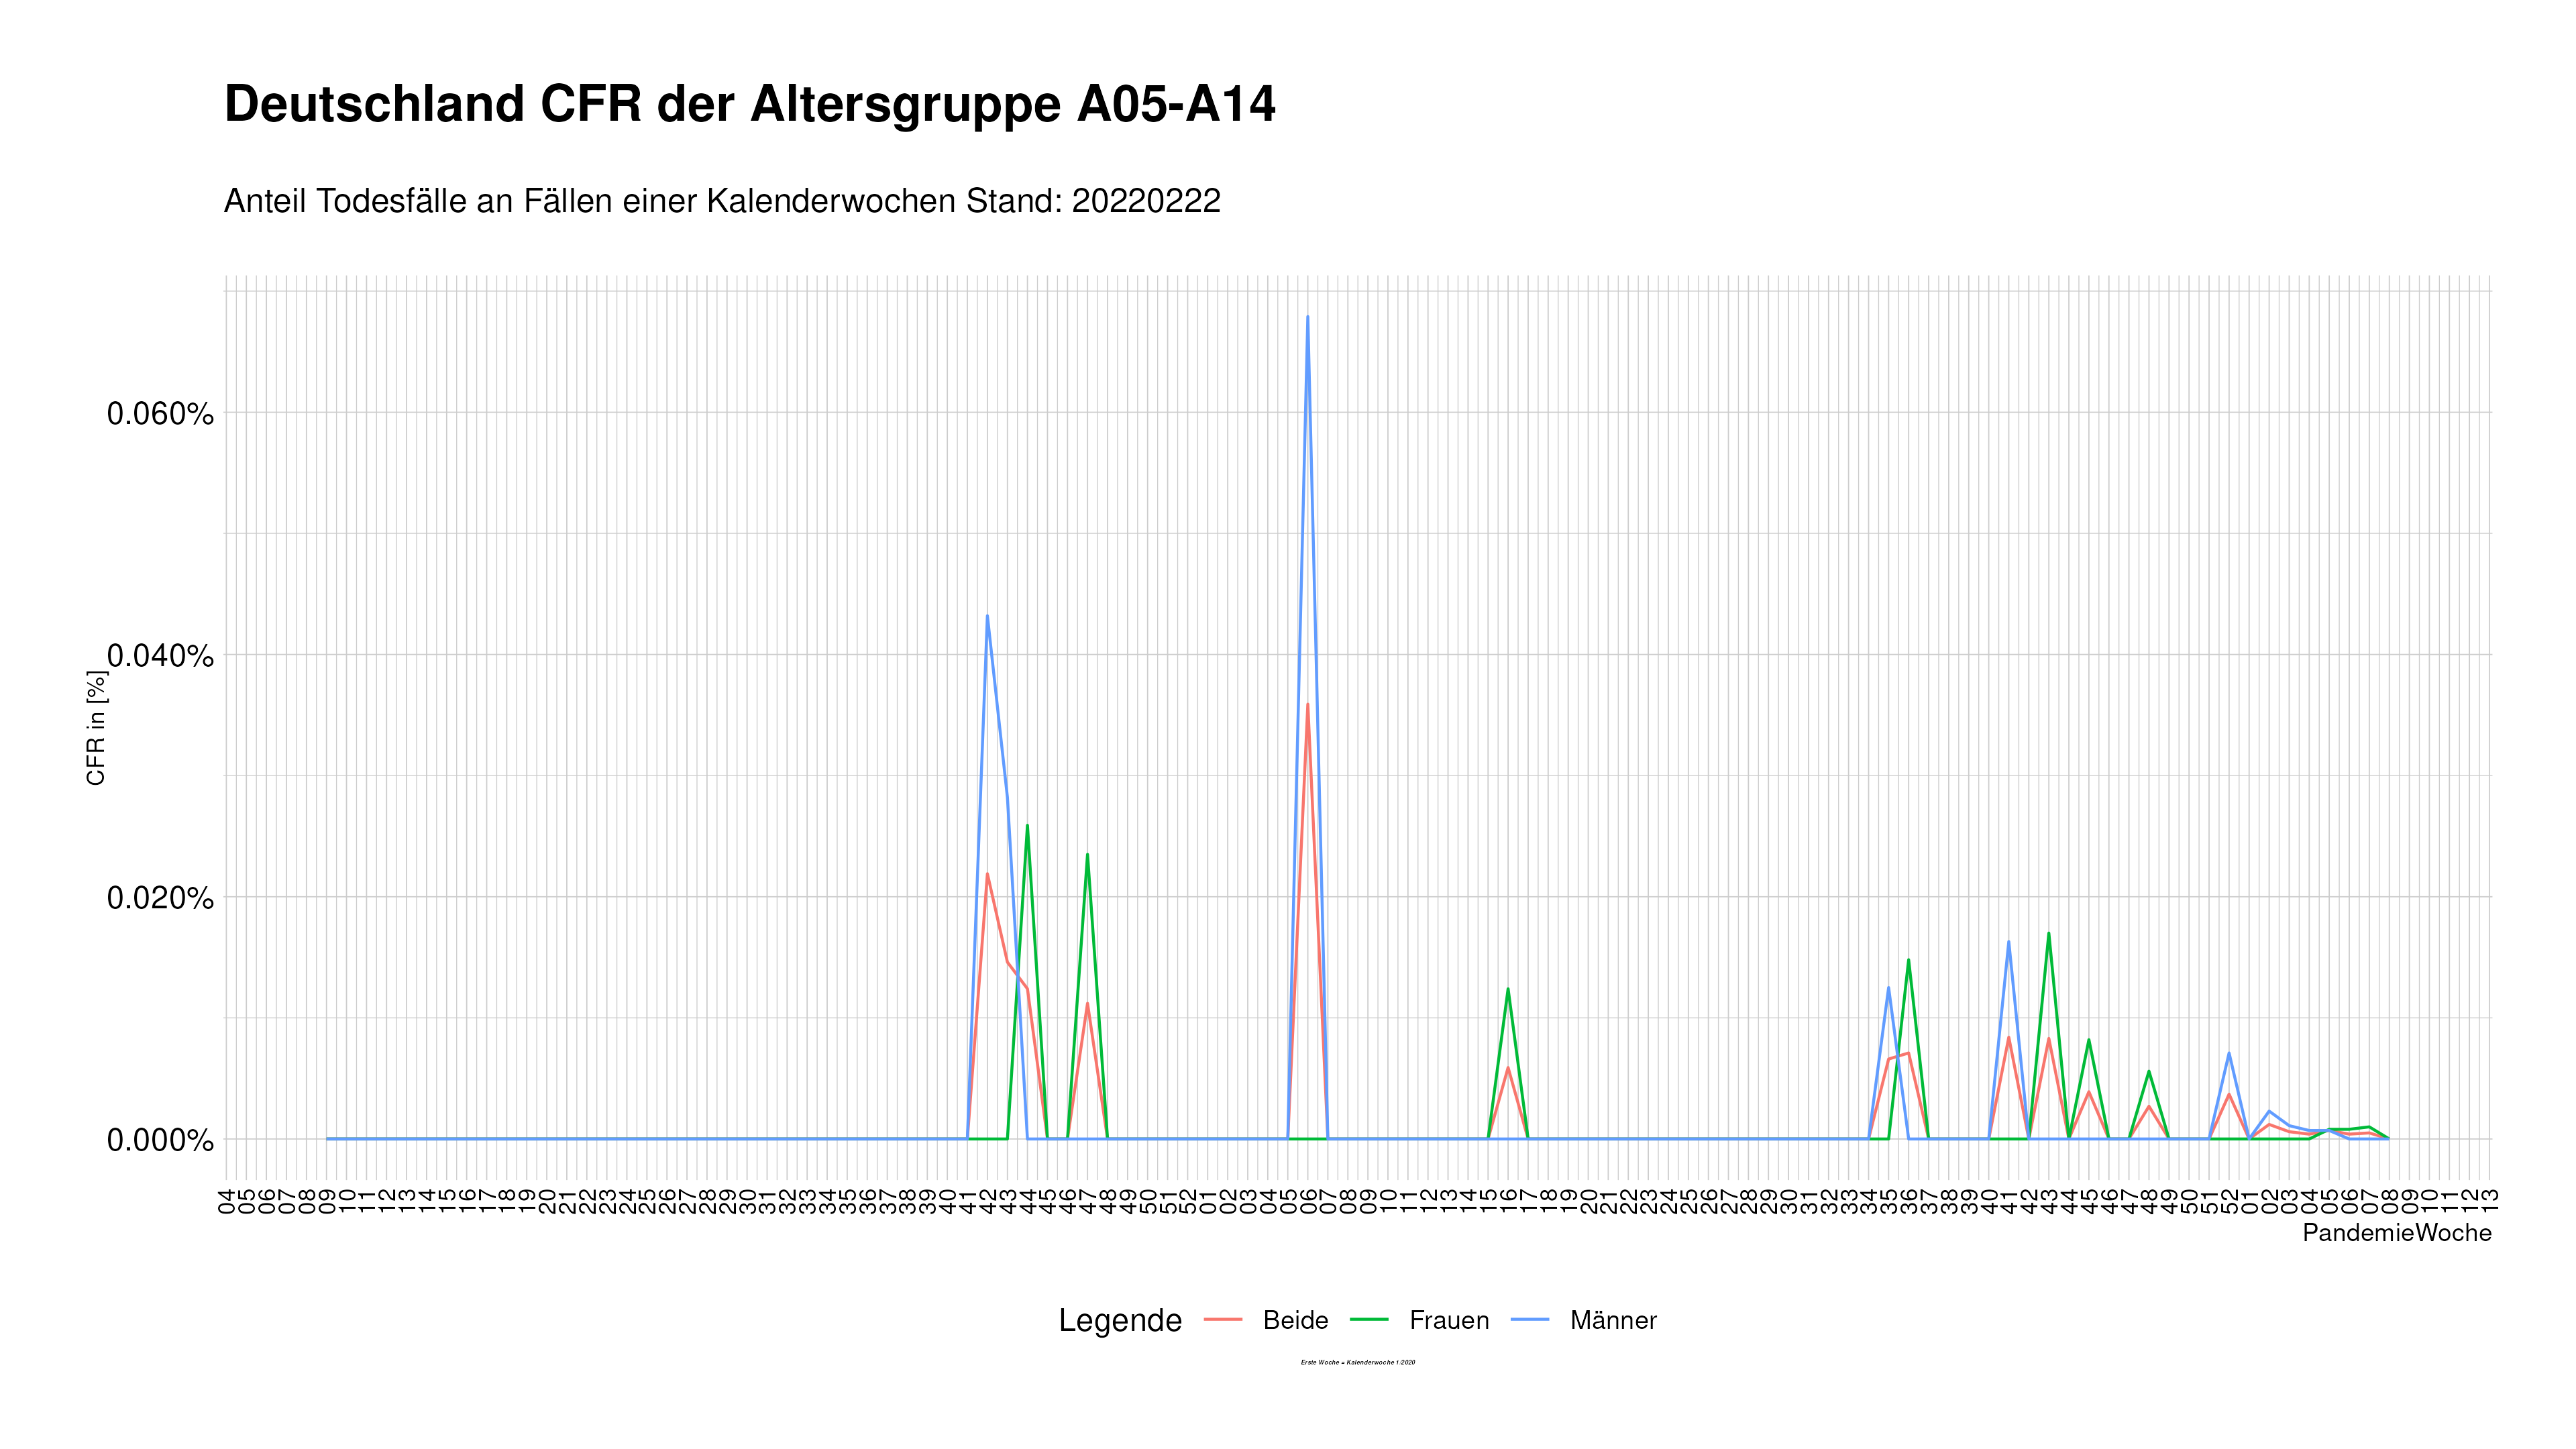 Deutschland CFR der Altersgruppe A05-A14
Anteil Todesfälle an Fällen einer Kalenderwochen Stand: 20220222
CFR in [%]
0.060%
0.040%
0.020%
0.000%
04 05 06 07 08 09 10 11 12 13 14 15 16 17 18 19 20 21 22 23 24 25 26 27 28 29 30 31 32 33 34 35 36 37 38 39 40 41 42 43 44 45 46 47 48 49 50 51 52 01 02 03 04 05 06 07 08 09 10 11 12 13 14 15 16 17 18 19 20 21 22 23 24 25 26 27 28 29 30 31 32 33 34 35 36 37 38 39 40 41 42 43 44 45 46 47 48 49 50 51 52 01 02 03 04 05 06 07 08 09 10 11 12 13
PandemieWoche
Legende Beide Frauen Männer
Erste Woche = Kalenderwoche 1/2020